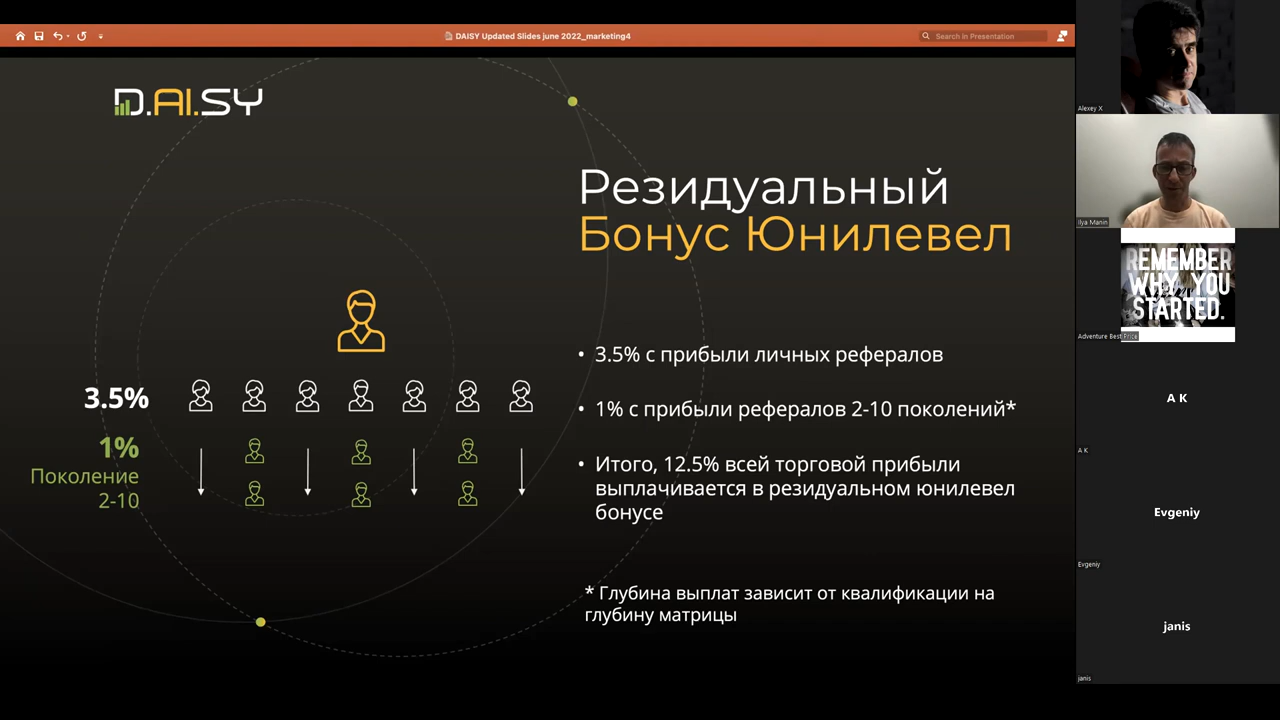 DAISY Updated Slides june 2022_marketing4
Search in Presentation
D.AI.SY
Резидуальный
Бонус Юнилевел
3.5%
1%
Поколение
2-10
• 3.5% с прибыли личных рефералов
• 1% с прибыли рефералов 2-10 поколений*
• Итого, 12.5% всей торговой прибыли
выплачивается в резидуальном юнилевел
бонусе
* Глубина выплат зависит от квалификации на
глубину матрицы
Alexey X
Ilya Manin
REMEMBER
WHY YOU
STARTED.
Adventure Best Price
A K
A K
Evgeniy
Evgeniy
janis
janis